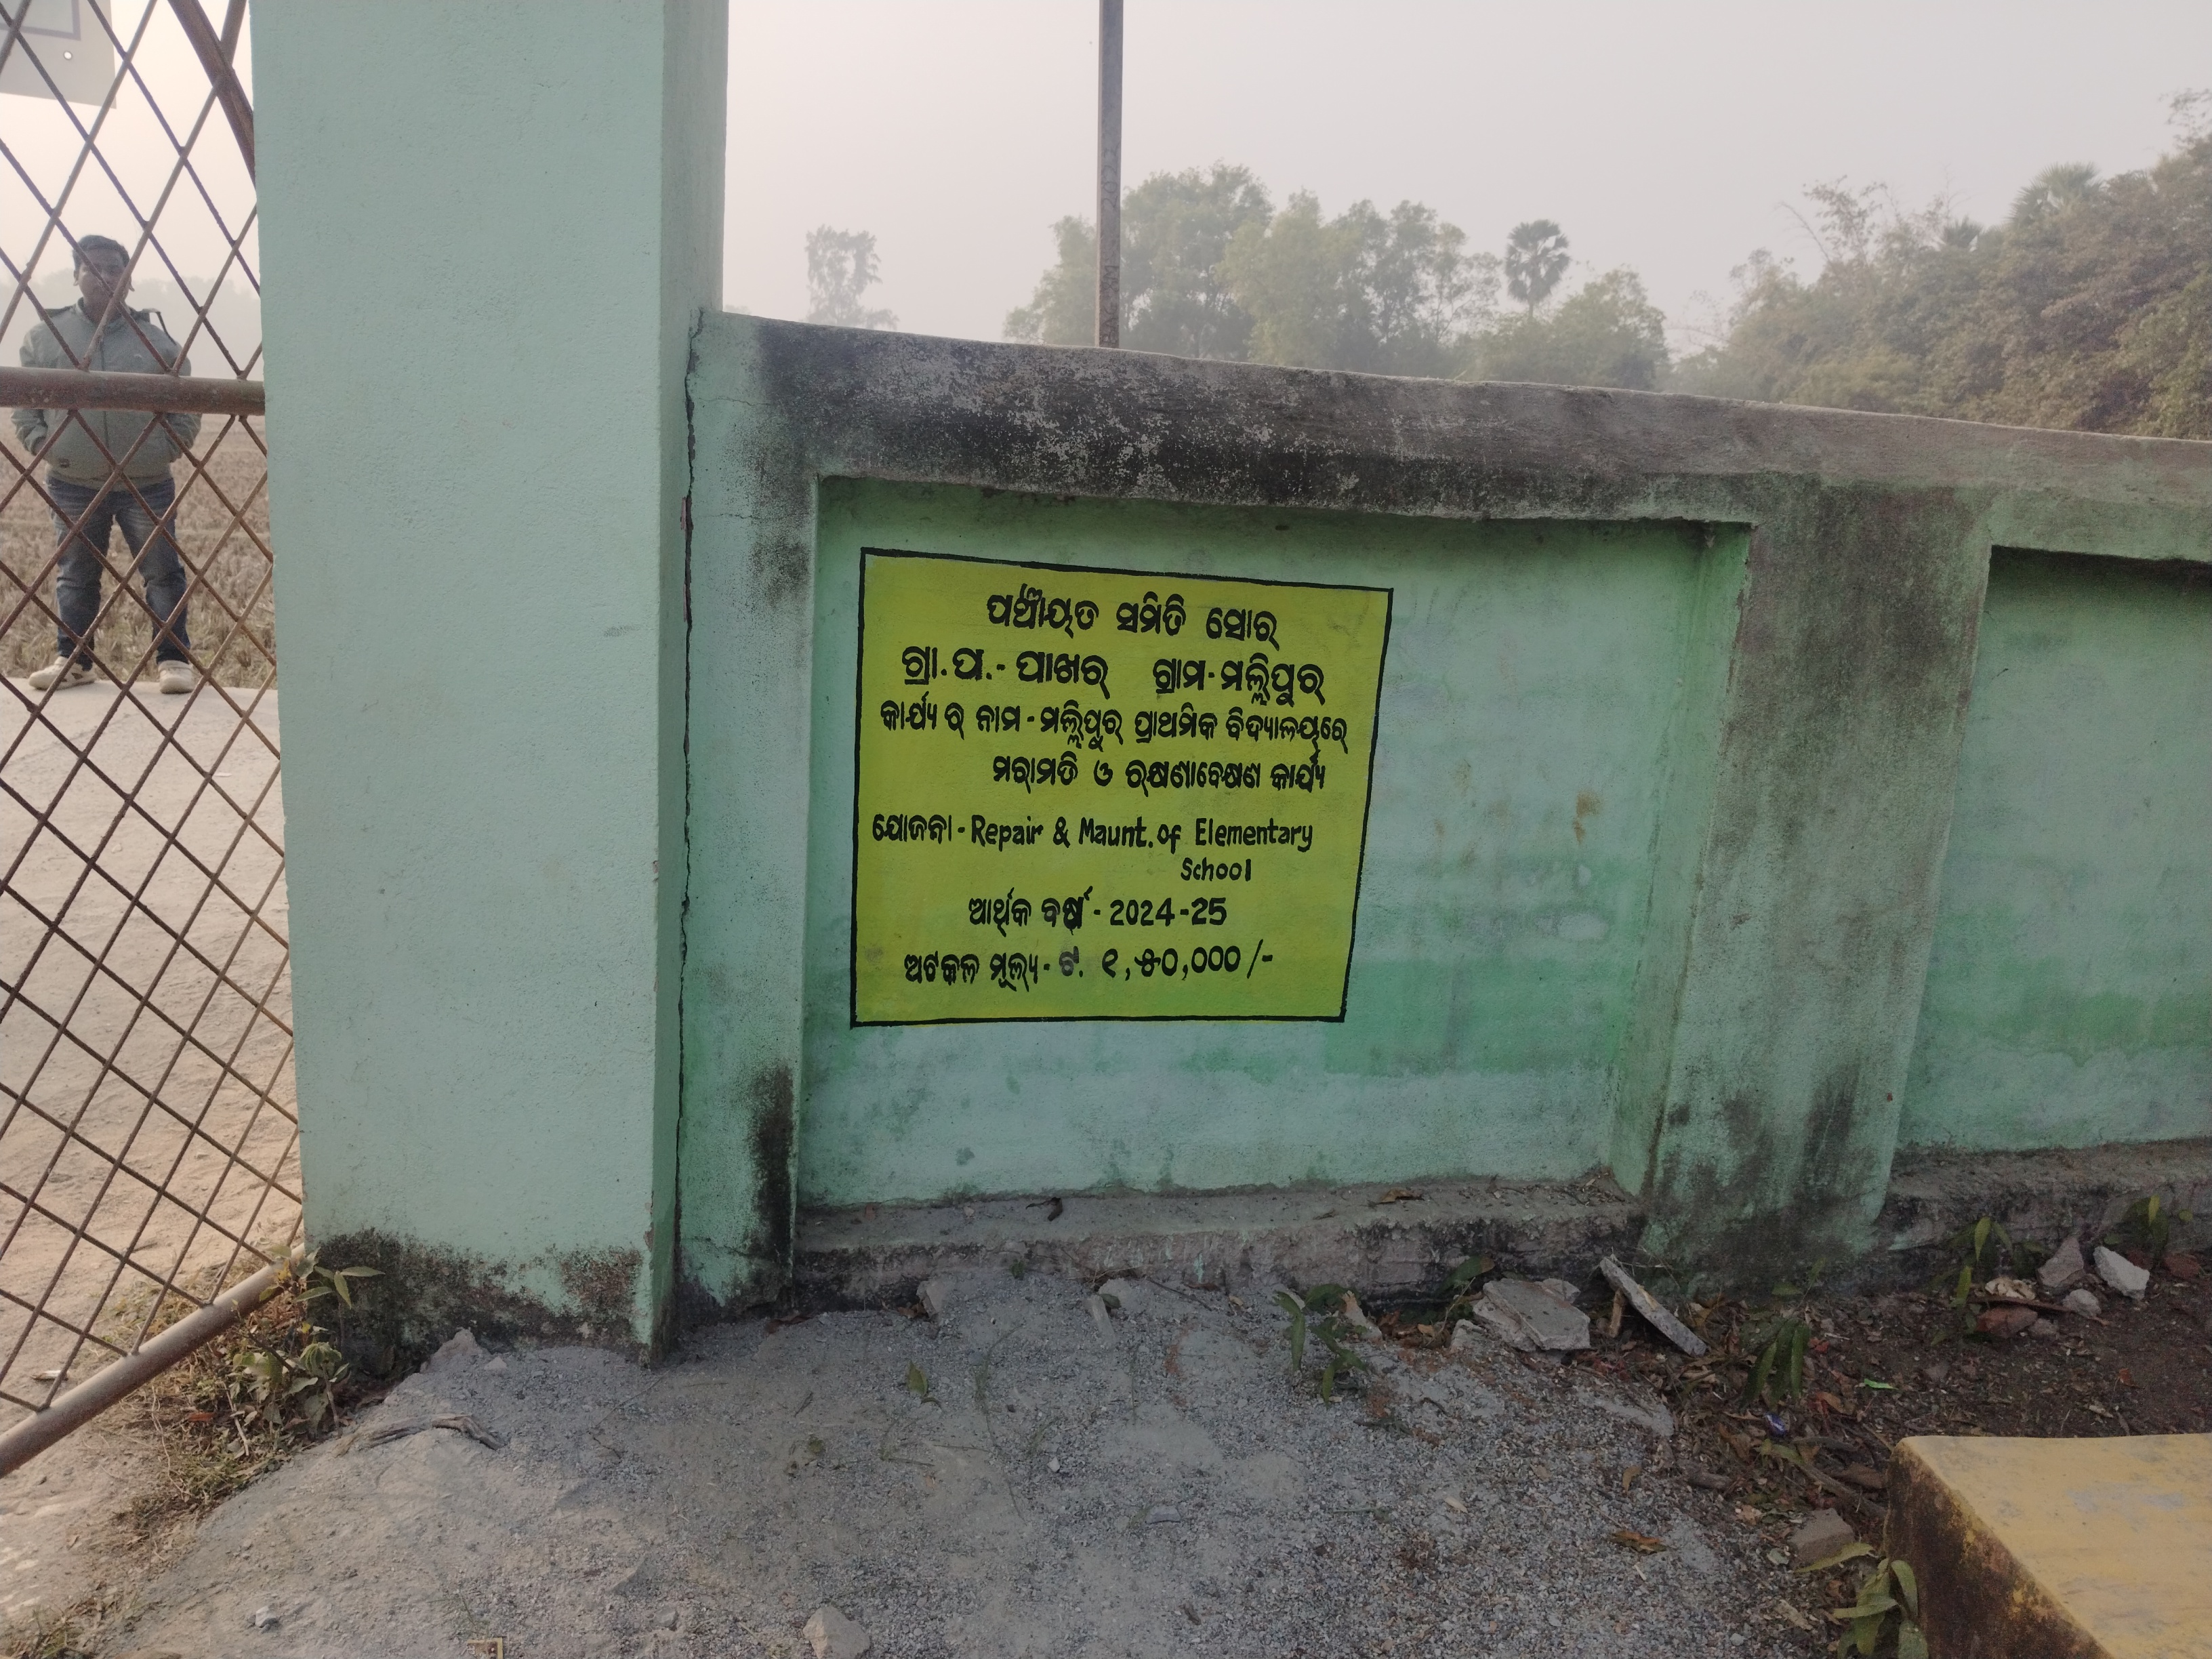 ପଞ୍ଚାୟତ ସମିତି ସୋର
ଗ୍ରା.ପ.- ପାଖର ଗ୍ରାମ-ମଲ୍ଲିପୁର
କାର୍ଯ୍ୟ ର ନାମ - ମଲ୍ଲିପୁର ପ୍ରାଥମିକ ବିଦ୍ୟାଳୟରେ
ମରାମତି ଓ ରକ୍ଷଣାବେକ୍ଷଣ କାର୍ଯ୍ୟ
ଯୋଜନା - Repair & Maunt. of Elementary
School
ଆର୍ଥିକ ବର୍ଷ - 2024-25
ଅଟକଳ ମୂଲ୍ୟ - ଟ. ୧,୫୦,୦୦୦/-